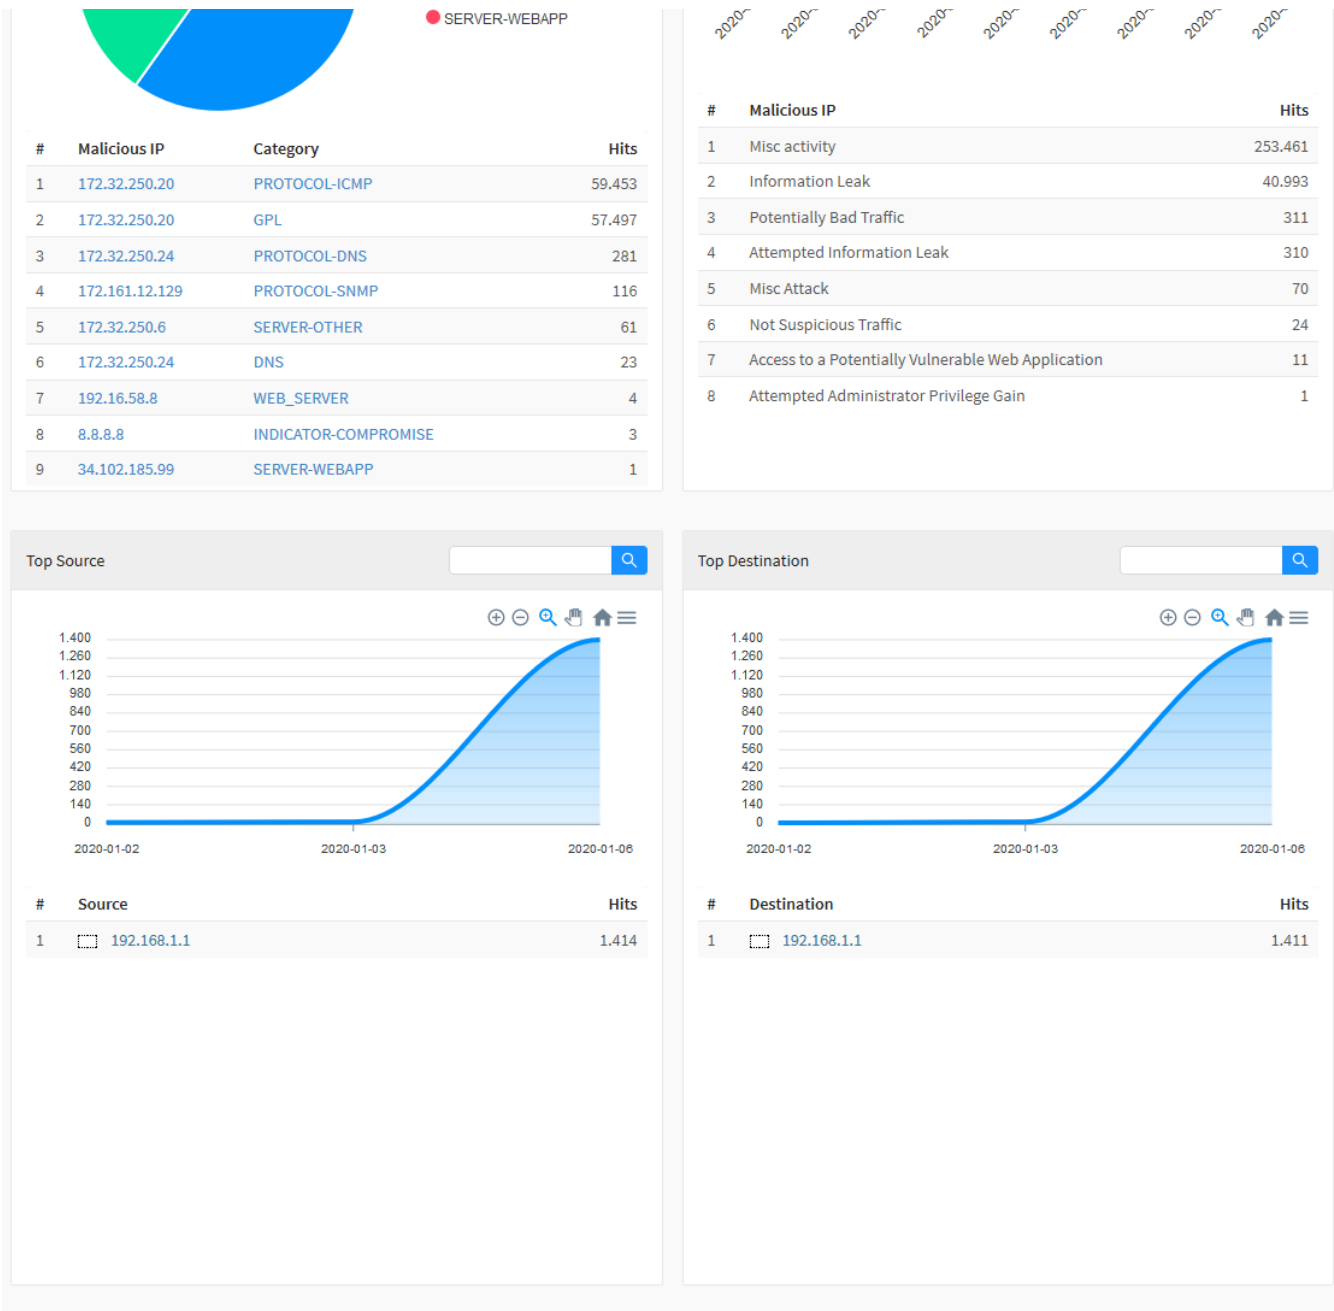 SERVER-WEBAPP
# Malicious IP Category Hits
1 172.32.250.20 PROTOCOL-ICMP 59.453
2 172.32.250.20 GPL 57.497
3 172.32.250.24 PROTOCOL-DNS 281
4 172.161.12.129 PROTOCOL-SNMP 116
5 172.32.250.6 SERVER-OTHER 61
6 172.32.250.24 DNS 23
7 192.16.58.8 WEB_SERVER 4
8 8.8.8.8 INDICATOR-COMPROMISE 3
9 34.102.185.99 SERVER-WEBAPP 1
2020- 2020- 2020- 2020- 2020- 2020- 2020- 2020- 2020-
# Malicious IP Hits
1 Misc activity 253.461
2 Information Leak 40.993
3 Potentially Bad Traffic 311
4 Attempted Information Leak 310
5 Misc Attack 70
6 Not Suspicious Traffic 24
7 Access to a Potentially Vulnerable Web Application 11
8 Attempted Administrator Privilege Gain 1
Top Source
1.400
1.260
1.120
980
840
700
560
420
280
140
0
2020-01-02 2020-01-03 2020-01-06
# Source Hits
1 192.168.1.1 1.414
Top Destination
1.400
1.260
1.120
980
840
700
560
420
280
140
0
2020-01-02 2020-01-03 2020-01-06
# Destination Hits
1 192.168.1.1 1.411